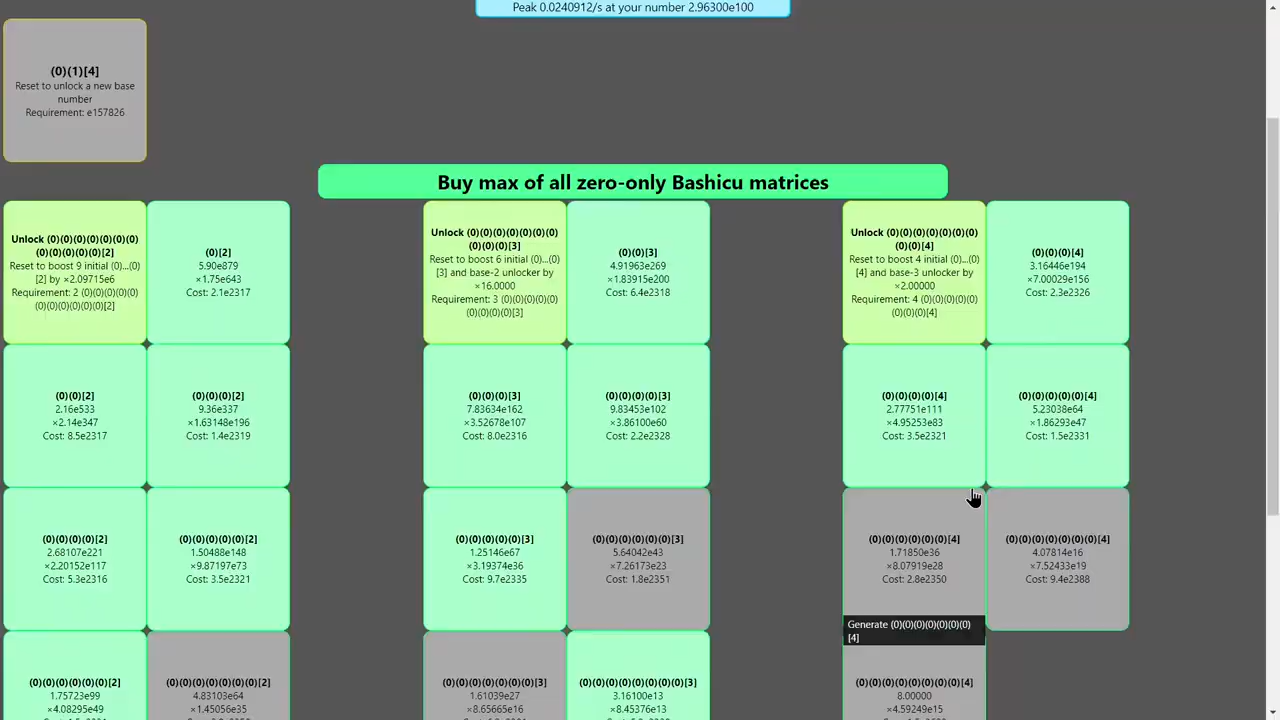 Peak 0.0240912/s at your number 2.96300e100
(0)(1)[4]
Reset to unlock a new base
number
Requirement: e157826
Buy max of all zero-only Bashicu matrices
Unlock (0)(0)(0)(0)(0)(0)(0)
(0)(0)(0)(0)(0)[2]
Reset to boost 9 initial (0)...(0)
[2] by ×2.09715e6
Requirement: 2 (0)(0)(0)(0)(0)
(0)(0)(0)(0)(0)(0)[2]
(0)[2]
5.90e879
×1.75e643
Cost: 2.1e2317
Unlock (0)(0)(0)(0)(0)(0)(0)
(0)(0)(0)[3]
Reset to boost 6 initial (0)...(0)
[3] and base-2 unlocker by
×16.0000
Requirement: 3 (0)(0)(0)(0)(0)
(0)(0)(0)(0)[3]
(0)(0)[3]
4.91963e269
×1.83915e200
Cost: 6.4e2318
Unlock (0)(0)(0)(0)(0)(0)(0)
(0)(0)[4]
Reset to boost 4 initial (0)...(0)
[4] and base-3 unlocker by
×2.00000
Requirement: 4 (0)(0)(0)(0)(0)
(0)(0)(0)[4]
(0)(0)(0)[4]
3.16446e194
×7.00029e156
Cost: 2.3e2326
(0)(0)[2]
2.16e533
×2.14e347
Cost: 8.5e2317
(0)(0)(0)[2]
9.36e337
×1.63148e196
Cost: 1.4e2319
(0)(0)(0)[3]
7.83634e162
×3.52678e107
Cost: 8.0e2316
(0)(0)(0)(0)[3]
9.83453e102
×3.86100e60
Cost: 2.2e2328
(0)(0)(0)(0)[4]
2.77751e111
×4.95253e83
Cost: 3.5e2321
(0)(0)(0)(0)(0)[4]
5.23038e64
×1.86293e47
Cost: 1.5e2331
(0)(0)(0)(0)[2]
2.68107e221
×2.20152e117
Cost: 5.3e2316
(0)(0)(0)(0)(0)[2]
1.50488e148
×9.87197e73
Cost: 3.5e2321
(0)(0)(0)(0)(0)[3]
1.25146e67
×3.19374e36
Cost: 9.7e2335
(0)(0)(0)(0)(0)(0)[3]
5.64042e43
×7.26173e23
Cost: 1.8e2351
(0)(0)(0)(0)(0)(0)[4]
1.71850e36
×8.07919e28
Cost: 2.8e2350
(0)(0)(0)(0)(0)(0)(0)[4]
4.07814e16
×7.52433e19
Cost: 9.4e2388
Generate (0)(0)(0)(0)(0)(0)(0)
[4]
(0)(0)(0)(0)(0)(0)[2]
1.75723e99
×4.08295e49
(0)(0)(0)(0)(0)(0)(0)[2]
4.83103e64
×1.45056e35
(0)(0)(0)(0)(0)(0)(0)[3]
1.61039e27
×8.65665e16
(0)(0)(0)(0)(0)(0)(0)(0)[3]
3.16100e13
×8.45376e13
(0)(0)(0)(0)(0)(0)(0)(0)[4]
8.00000
×4.59249e15